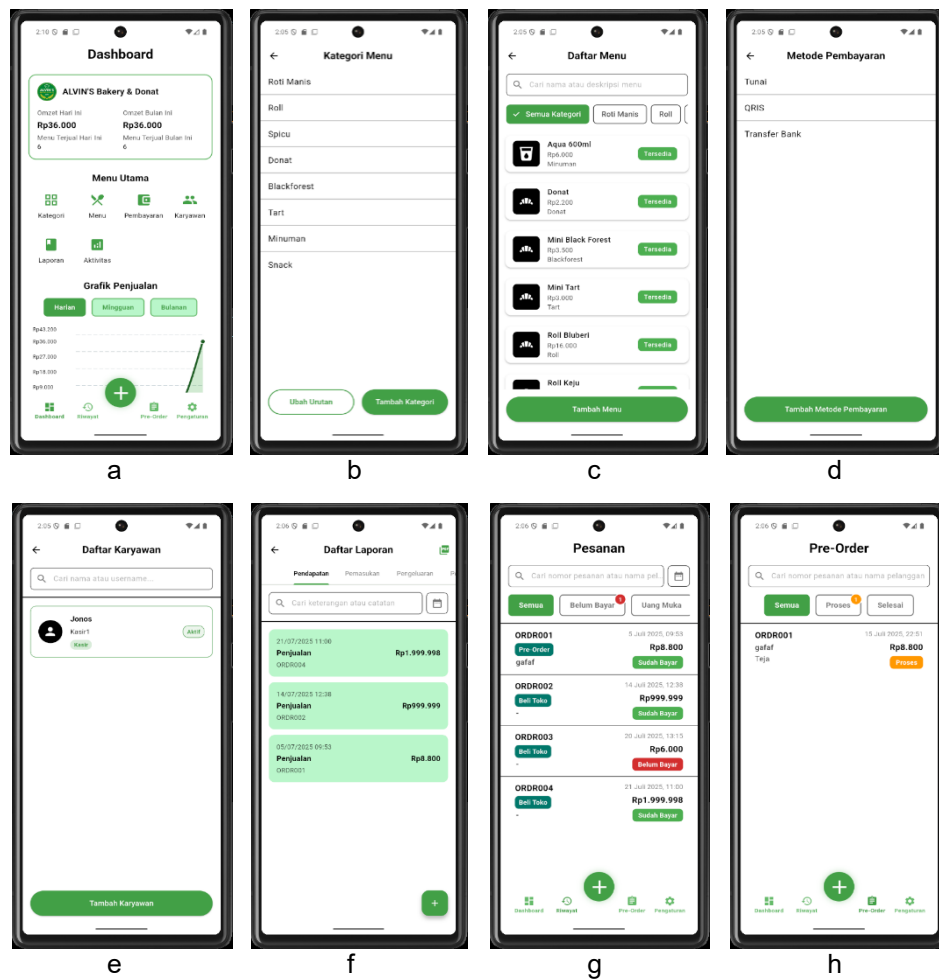 2:10
Dashboard
ALVIN'S Bakery & Donat
Omzet Hari Ini
Omzet Bulan Ini
Rp36.000
Rp36.000
Menu Terjual Hari Ini
Menu Terjual Bulan Ini
6
6
Menu Utama
Kategori
Menu
Pembayaran
Karyawan
Laporan
Aktivitas
Grafik Penjualan
Harian
Mingguan
Bulanan
Rp43.200
Rp36.000
Rp27.000
Rp18.000
Rp9.000
Dashboard
Riwayat
Pre-Order
Pengaturan
a
2:05
Kategori Menu
Roti Manis
Roll
Spicu
Donat
Blackforest
Tart
Minuman
Snack
Ubah Urutan
Tambah Kategori
b
2:05
Daftar Menu
Cari nama atau deskripsi menu
Semua Kategori
Roti Manis
Roll
Aqua 600ml
Rp6.000
Minuman
Tersedia
Donat
Rp2.200
Donat
Tersedia
Mini Black Forest
Rp3.500
Blackforest
Tersedia
Mini Tart
Rp3.000
Tart
Tersedia
Roll Bluberi
Rp16.000
Roll
Tersedia
Roll Keju
Tambah Menu
c
2:05
Metode Pembayaran
Tunai
QRIS
Transfer Bank
Tambah Metode Pembayaran
d
2:05
Daftar Karyawan
Cari nama atau username...
Jonos
Kasir1
Kasir
Aktif
Tambah Karyawan
e
2:06
Daftar Laporan
Pendapatan
Pemasukan
Pengeluaran
Cari keterangan atau catatan
21/07/2025 11:00
Penjualan
Rp1.999.998
ORDR004
14/07/2025 12:38
Penjualan
Rp999.999
ORDR002
05/07/2025 09:53
Penjualan
Rp8.800
ORDR001
f
2:06
Pesanan
Cari nomor pesanan atau nama pel..
Semua
Belum Bayar
1
Uang Muka
ORDR001
5 Juli 2025, 09:53
Pre-Order
Rp8.800
gafaf
Sudah Bayar
ORDR002
14 Juli 2025, 12:38
Beli Toko
Rp999.999
-
Sudah Bayar
ORDR003
20 Juli 2025, 13:15
Beli Toko
Rp6.000
-
Belum Bayar
ORDR004
21 Juli 2025, 11:00
Beli Toko
Rp1.999.998
-
Sudah Bayar
Dashboard
Riwayat
Pre-Order
Pengaturan
g
2:06
Pre-Order
Cari nomor pesanan atau nama pelanggan
Semua
Proses
1
Selesai
ORDR001
15 Juli 2025, 22:51
gafaf
Rp8.800
Teja
Proses
Dashboard
Riwayat
Pre-Order
Pengaturan
h